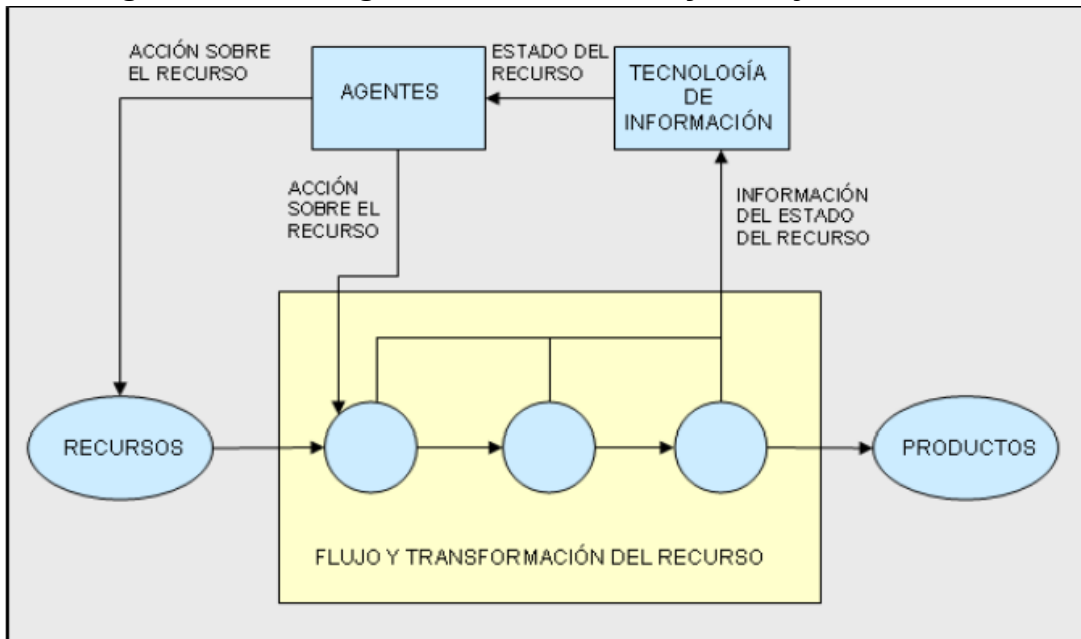 ACCIÓN SOBRE
EL RECURSO
AGENTES
ESTADO DEL
RECURSO
TECNOLOGÍA
DE
INFORMACIÓN
ACCIÓN
SOBRE EL
RECURSO
INFORMACIÓN
DEL ESTADO
DEL RECURSO
RECURSOS
PRODUCTOS
FLUJO Y TRANSFORMACIÓN DEL RECURSO